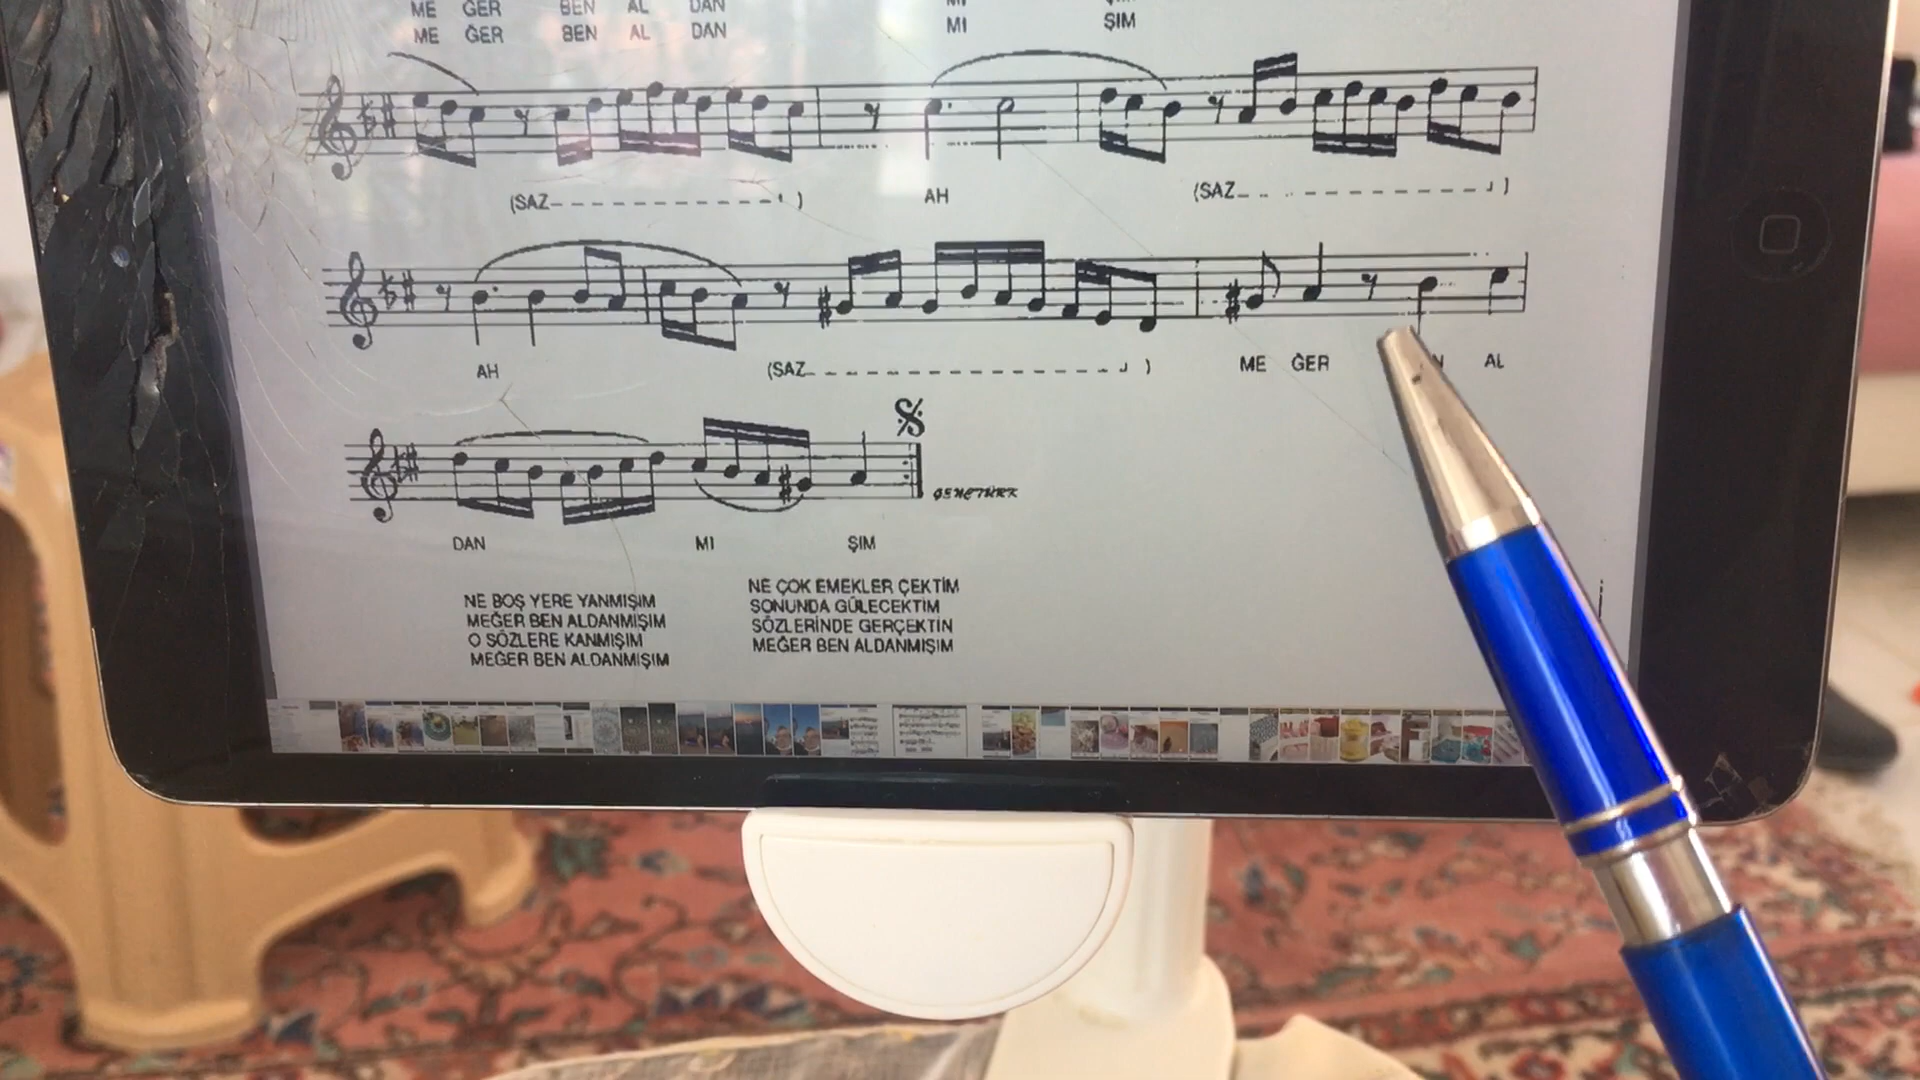 ME ĞER BEN AL DAN MI
ME ĞER BEN AL DAN MI ŞIM
(SAZ ) AH (SAZ )
AH (SAZ ) ME ĞER N AL
GENÇTÜRK
DAN MI ŞIM
NE BOŞ YERE YANMIŞIM
MEĞER BEN ALDANMIŞIM
O SÖZLERE KANMIŞIM
MEĞER BEN ALDANMIŞIM
NE ÇOK EMEKLER ÇEKTİM
SONUNDA GÜLECEKTİM
SÖZLERİNDE GERÇEKTİN
MEĞER BEN ALDANMIŞIM